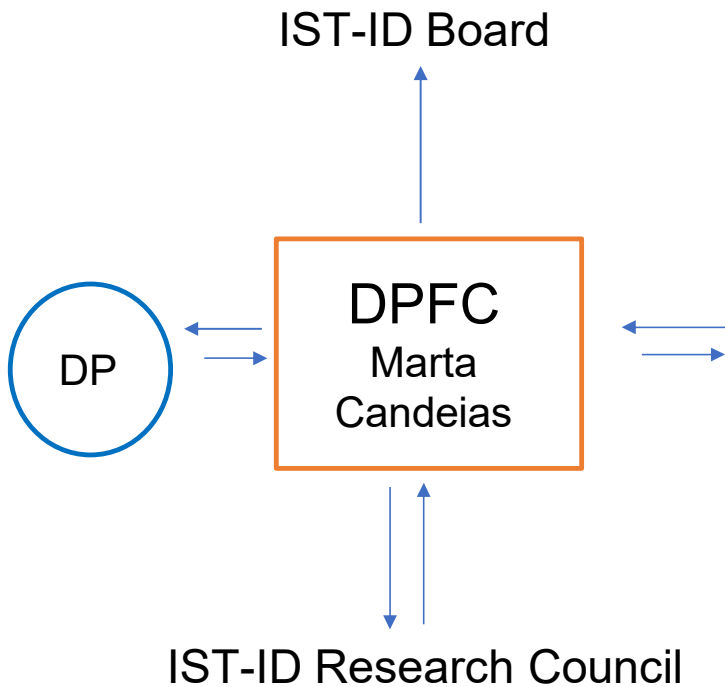 IST-ID Board
DPFC
Marta
Candeias
DP
IST-ID Research Council